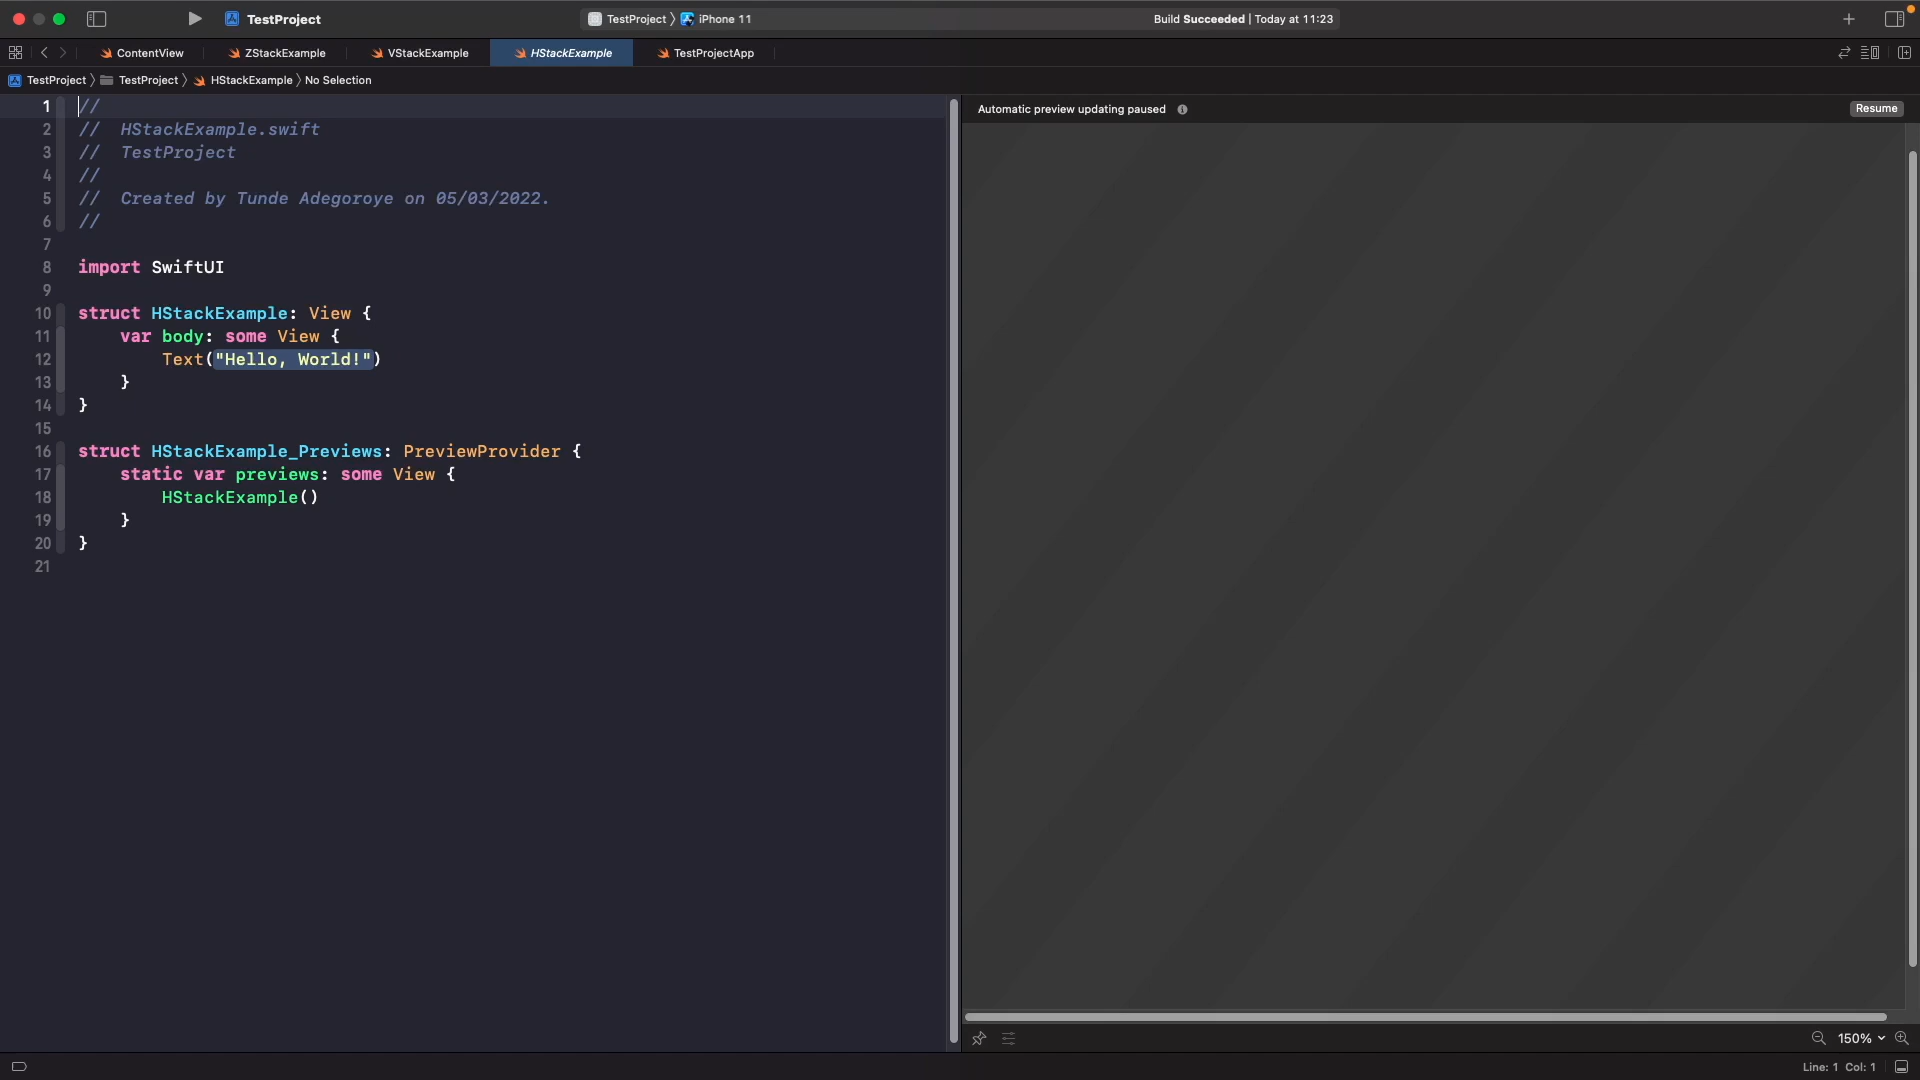 TestProject
TestProject 〉 iPhone 11
Build Succeeded | Today at 11:23
ContentView
ZStackExample
VStackExample
HStackExample
TestProjectApp
TestProject 〉 TestProject 〉 HStackExample 〉 No Selection
1 //
2 //  HStackExample.swift
3 //  TestProject
4 //
5 //  Created by Tunde Adegoroye on 05/03/2022.
6 //
7
8 import SwiftUI
9
10 struct HStackExample: View {
11     var body: some View {
12         Text("Hello, World!")
13     }
14 }
15
16 struct HStackExample_Previews: PreviewProvider {
17     static var previews: some View {
18         HStackExample()
19     }
20 }
21
Automatic preview updating paused
Resume
150%
Line: 1  Col: 1